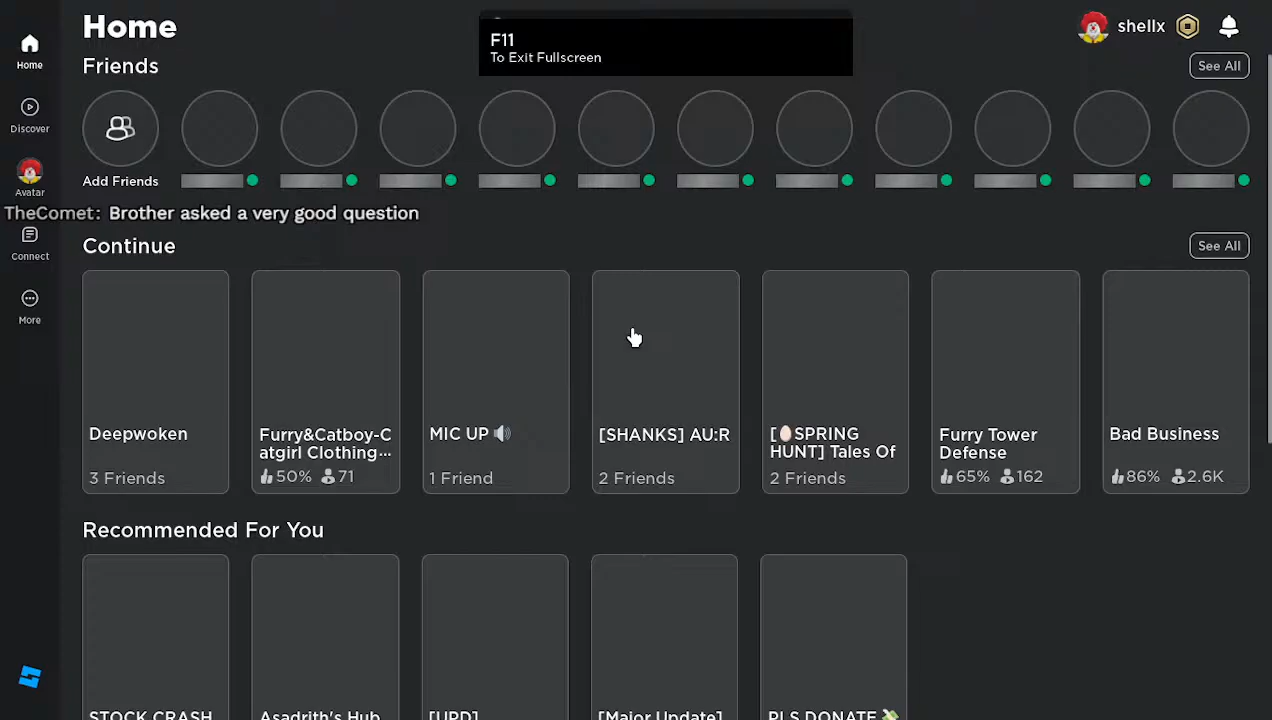 Home
F11
To Exit Fullscreen
shellx
Home
Friends
See All
Discover
Add Friends
Avatar
TheComet: Brother asked a very good question
Connect
Continue
See All
More
Deepwoken
3 Friends
Furry&Catboy-C
atgirl Clothing...
50% 71
MIC UP 🔊
1 Friend
[SHANKS] AU:R
2 Friends
[🥚SPRING
HUNT] Tales Of
2 Friends
Furry Tower
Defense
65% 162
Bad Business
86% 2.6K
Recommended For You
STOCK CRASH
Asadrith's Hub
[UPD]
[Major Update]
PLS DONATE 💸